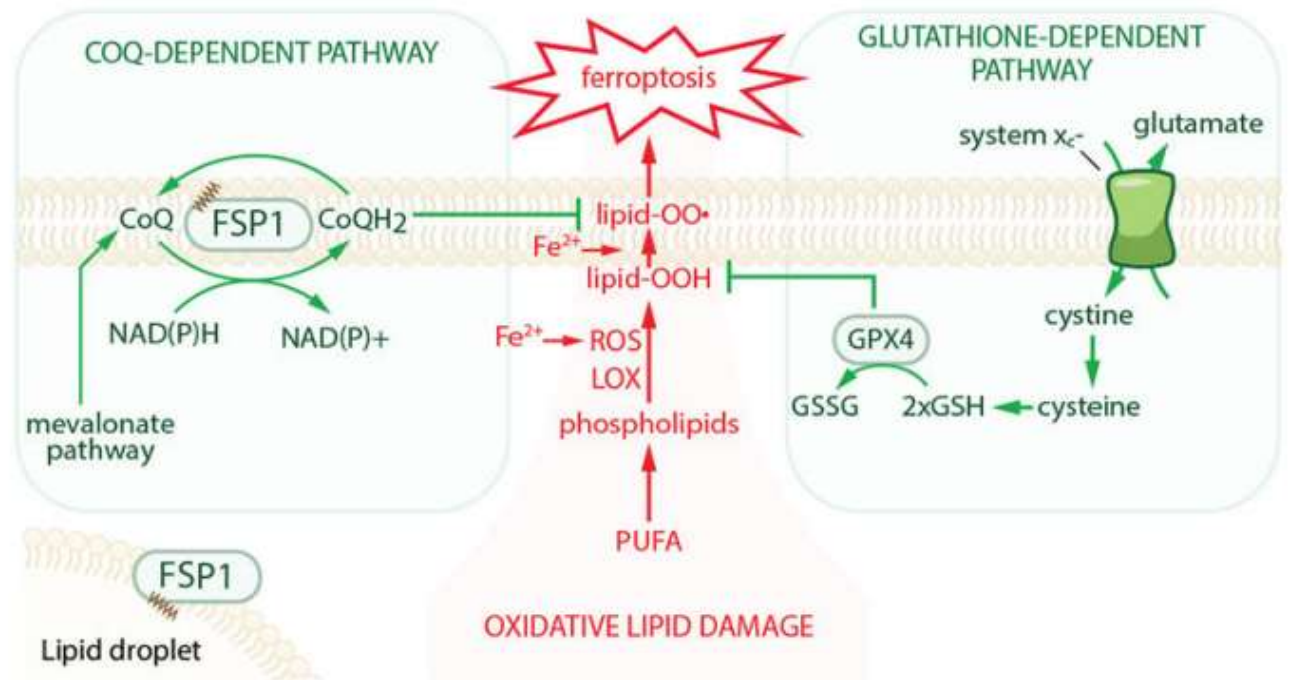 COQ-DEPENDENT PATHWAY
CoQ
FSP1
CoQH₂
NAD(P)H
NAD(P)+
mevalonate
pathway
FSP1
Lipid droplet
ferroptosis
lipid-OO•
Fe²⁺
lipid-OOH
Fe²⁺
ROS
LOX
phospholipids
PUFA
OXIDATIVE LIPID DAMAGE
GLUTATHIONE-DEPENDENT
PATHWAY
system xc-
glutamate
cystine
GPX4
GSSG
2xGSH
cysteine